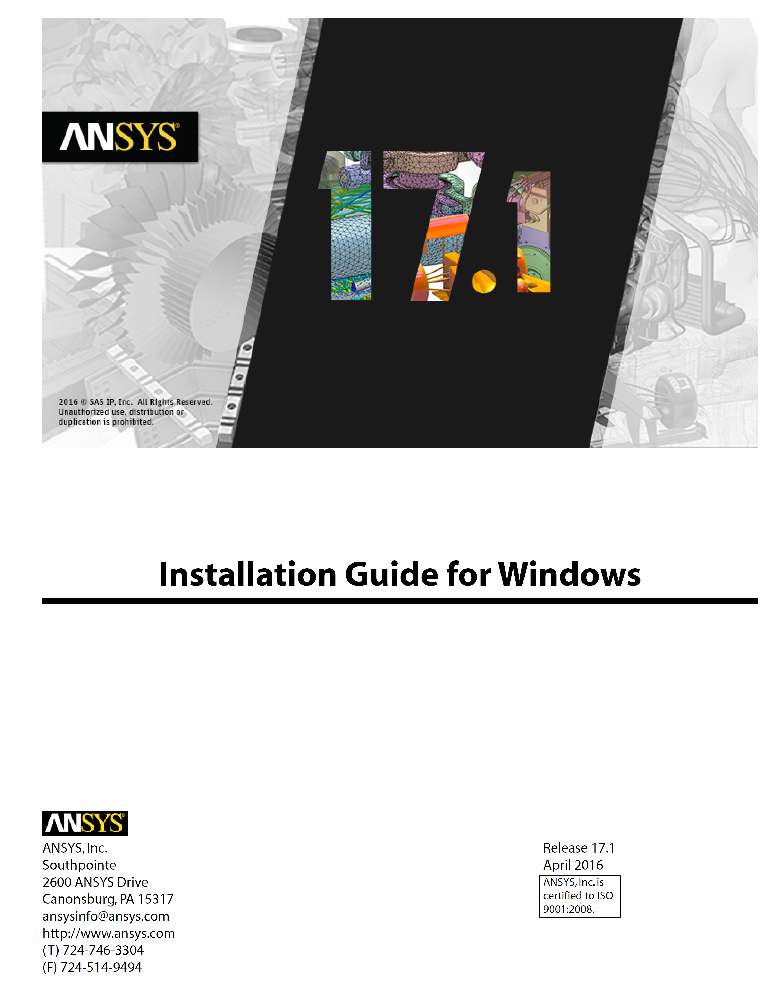 ANSYS®
17.1
2016 © SAS IP, Inc. All Rights Reserved.
Unauthorized use, distribution or
duplication is prohibited.
Installation Guide for Windows
ANSYS®
ANSYS, Inc.
Southpointe
2600 ANSYS Drive
Canonsburg, PA 15317
ansysinfo@ansys.com
http://www.ansys.com
(T) 724-746-3304
(F) 724-514-9494
Release 17.1
April 2016
ANSYS, Inc. is
certified to ISO
9001:2008.